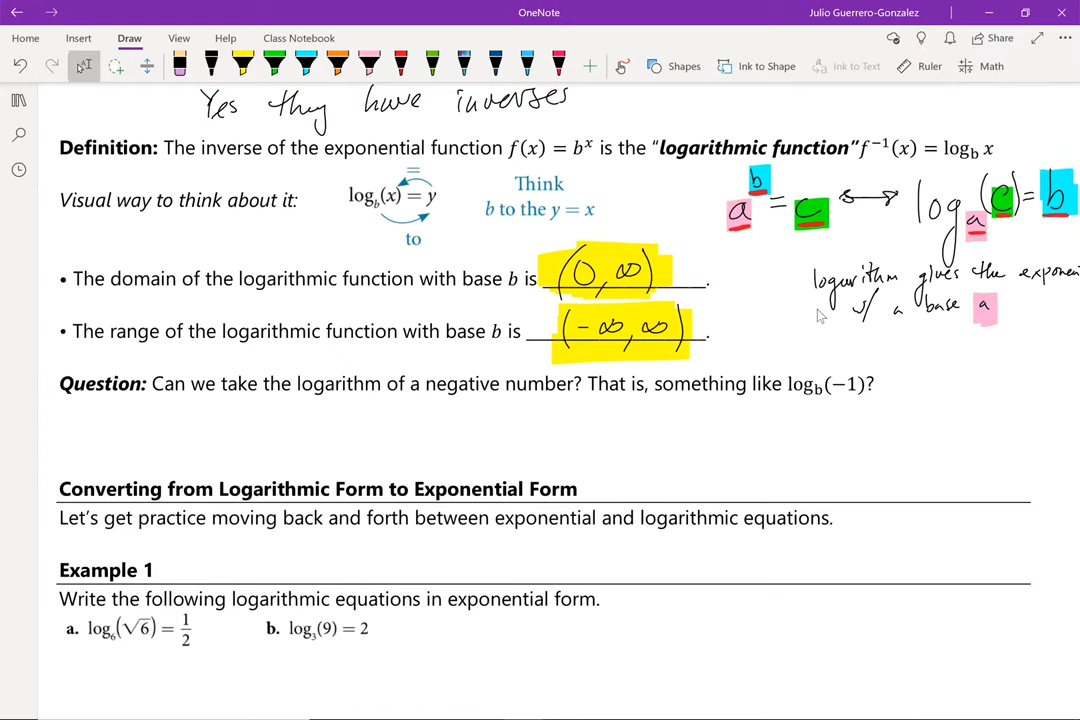 OneNote
Julio Guerrero-Gonzalez
Home Insert Draw View Help Class Notebook Share
Shapes Ink to Shape Ink to Text Ruler Math
Yes they have inverses
Definition: The inverse of the exponential function f(x) = bˣ is the "logarithmic function" f⁻¹(x) = log_b x
Visual way to think about it:
=
log_b(x) = y
to
Think
b to the y = x
a^b = c ↔ log_a(c) = b
logarithm gives the exponen
w/ a base a
• The domain of the logarithmic function with base b is (0, ∞).
• The range of the logarithmic function with base b is (-∞, ∞).
Question: Can we take the logarithm of a negative number? That is, something like log_b(−1)?
Converting from Logarithmic Form to Exponential Form
Let's get practice moving back and forth between exponential and logarithmic equations.
Example 1
Write the following logarithmic equations in exponential form.
a. log₆(√6) = 1/2 b. log₃(9) = 2